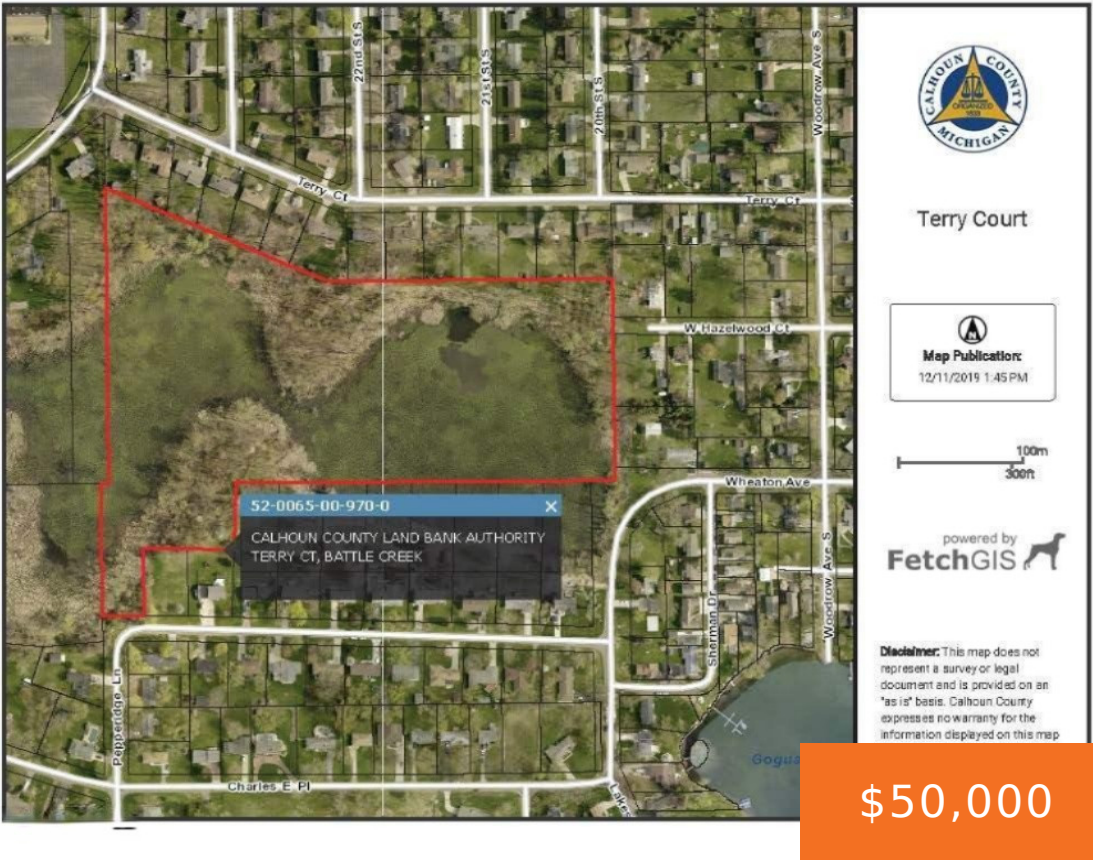 22nd St S
21st St S
20th St S
Woodrow Ave S
Terry Ct
Terry Ct
W Hazelwood Ct
Wheaton Ave
52-0065-00-970-0
CALHOUN COUNTY LAND BANK AUTHORITY
TERRY CT, BATTLE CREEK
Sherman Dr
Woodrow Ave S
Pepperidge Ln
Charles E Pl
Lakes
Gogua
CALHOUN COUNTY
ORGANIZED
MICHIGAN
Terry Court
Map Publication:
12/11/2019 1:45 PM
100m
300ft
powered by
FetchGIS
Disclaimer: This map does not
represent a survey or legal
document and is provided on an
"as is" basis. Calhoun County
expresses no warranty for the
information displayed on this map
$50,000